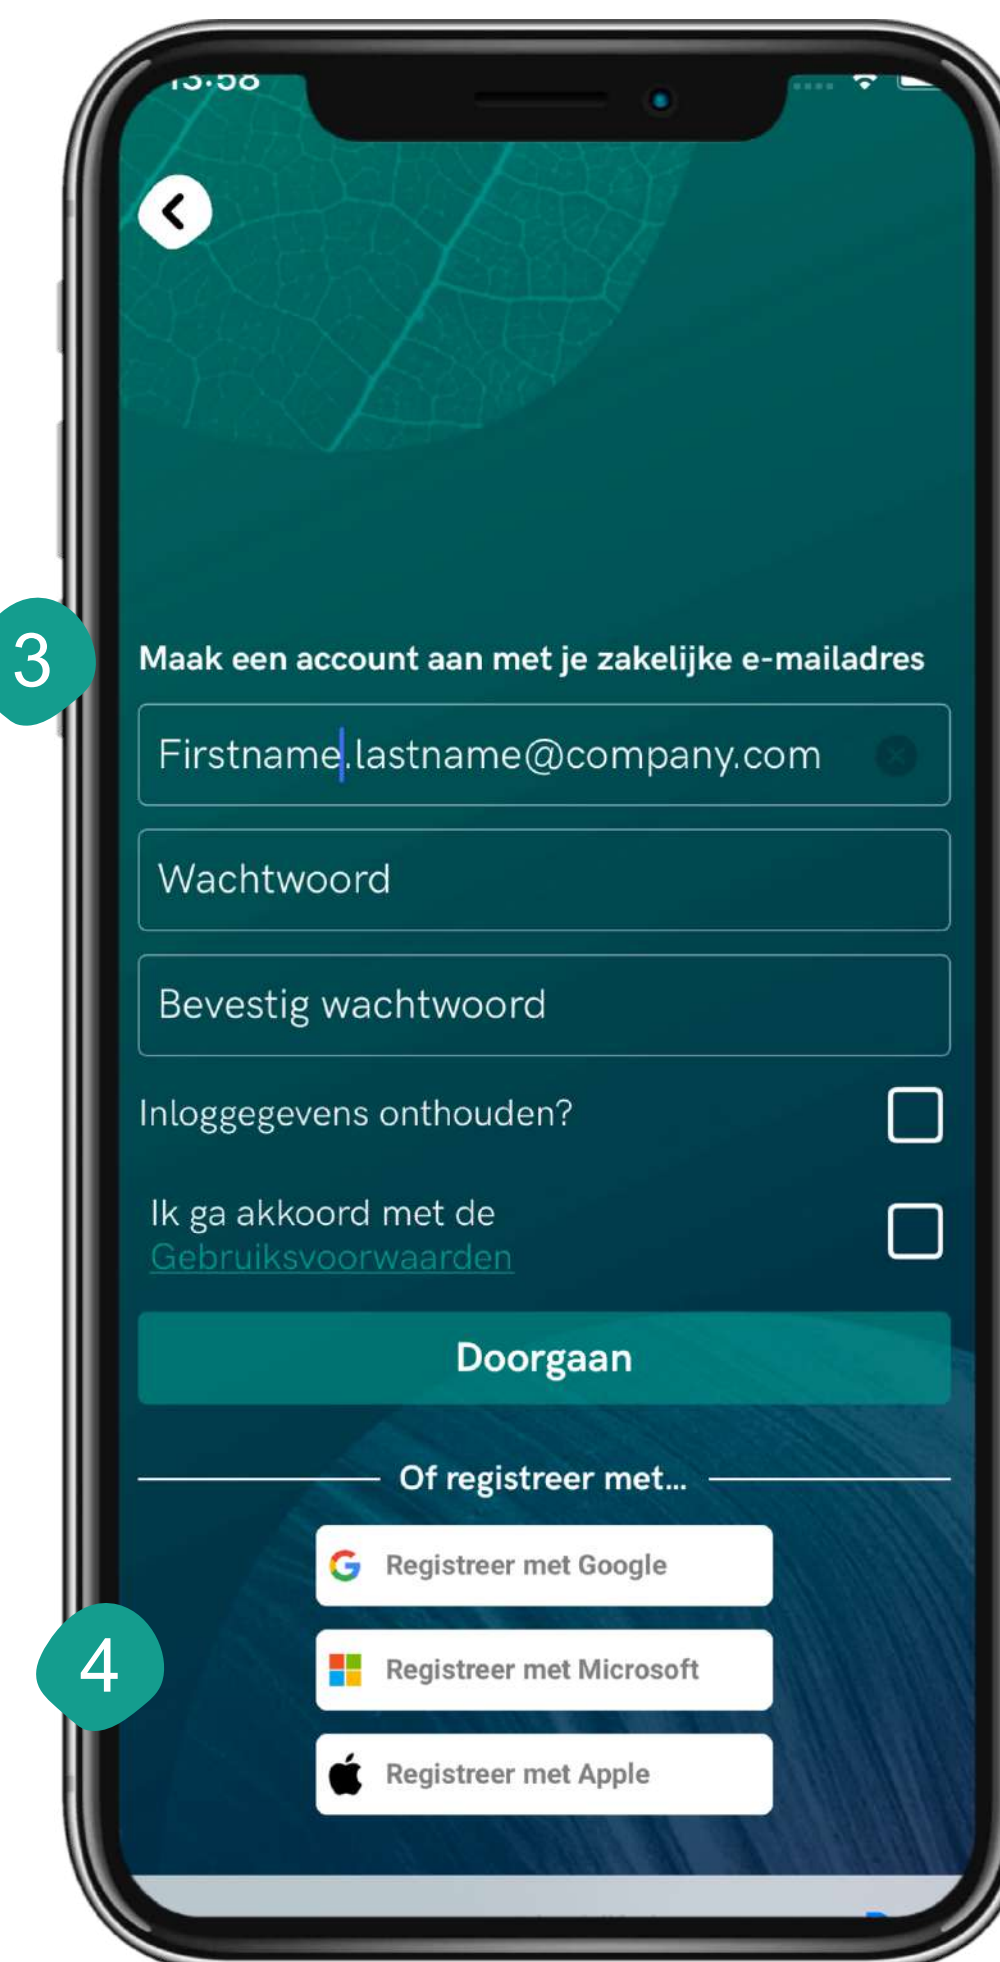 13:58
3
Maak een account aan met je zakelijke e-mailadres
Firstname.lastname@company.com
Wachtwoord
Bevestig wachtwoord
Inloggegevens onthouden?
Ik ga akkoord met de
Gebruiksvoorwaarden
Doorgaan
Of registreer met...
Registreer met Google
4
Registreer met Microsoft
Registreer met Apple